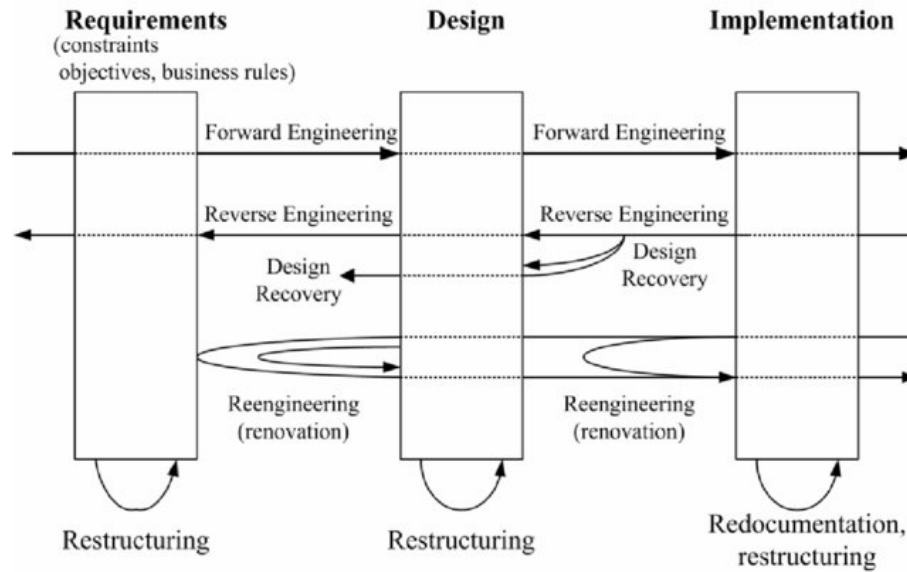 Requirements
(constraints
objectives, business rules)
Design
Implementation
Forward Engineering
Forward Engineering
Reverse Engineering
Reverse Engineering
Design
Recovery
Design
Recovery
Reengineering
(renovation)
Reengineering
(renovation)
Restructuring
Restructuring
Redocumentation,
restructuring